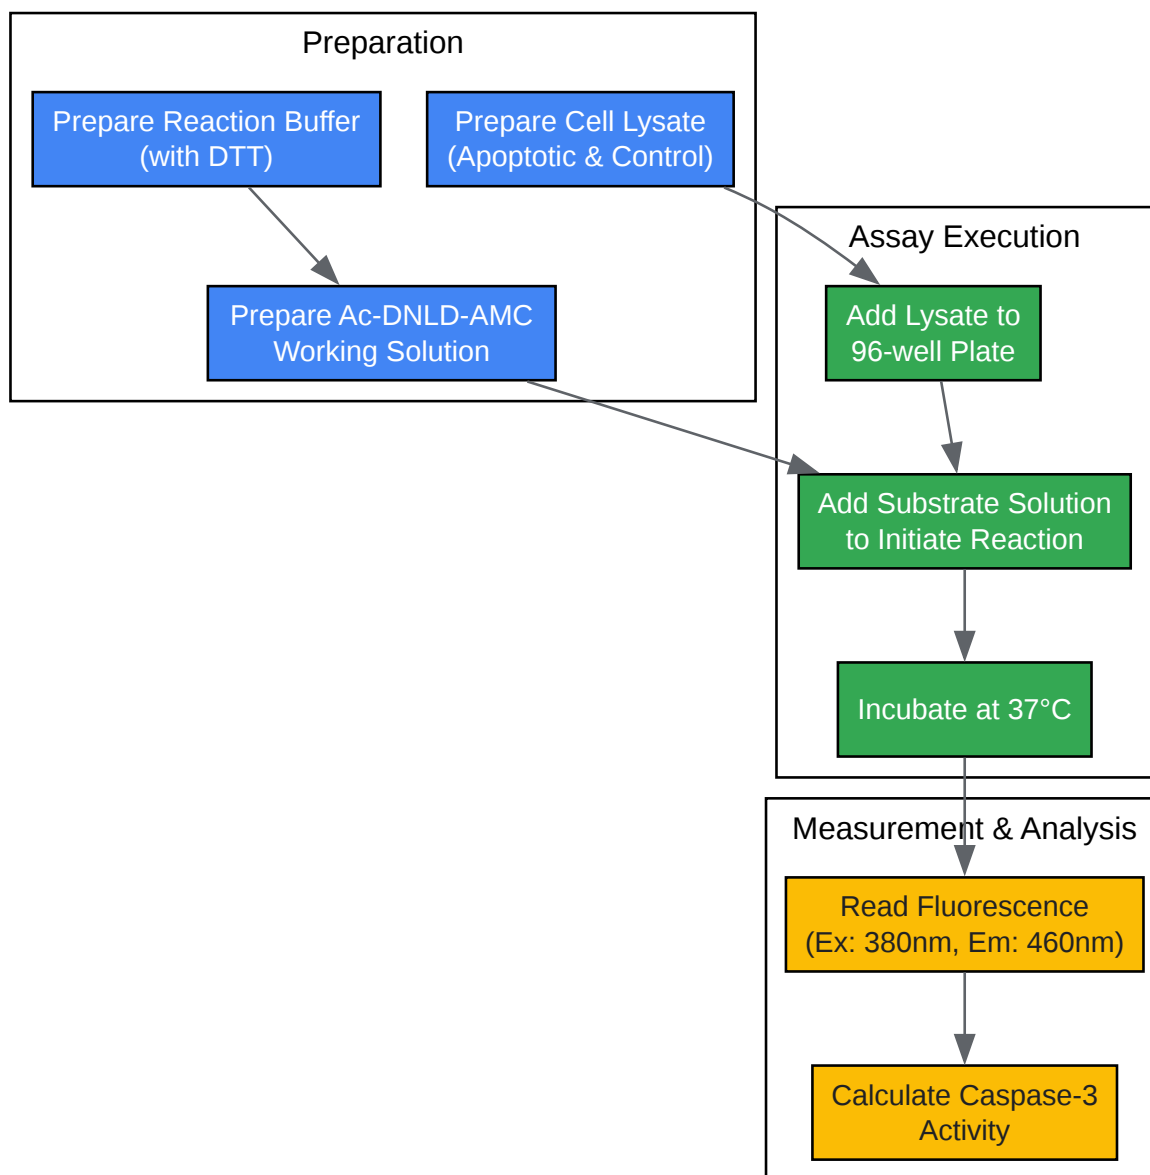 Preparation
Prepare Reaction Buffer
(with DTT)
Prepare Cell Lysate
(Apoptotic & Control)
Prepare Ac-DNLD-AMC
Working Solution
Assay Execution
Add Lysate to
96-well Plate
Add Substrate Solution
to Initiate Reaction
Incubate at 37°C
Measurement & Analysis
Read Fluorescence
(Ex: 380nm, Em: 460nm)
Calculate Caspase-3
Activity